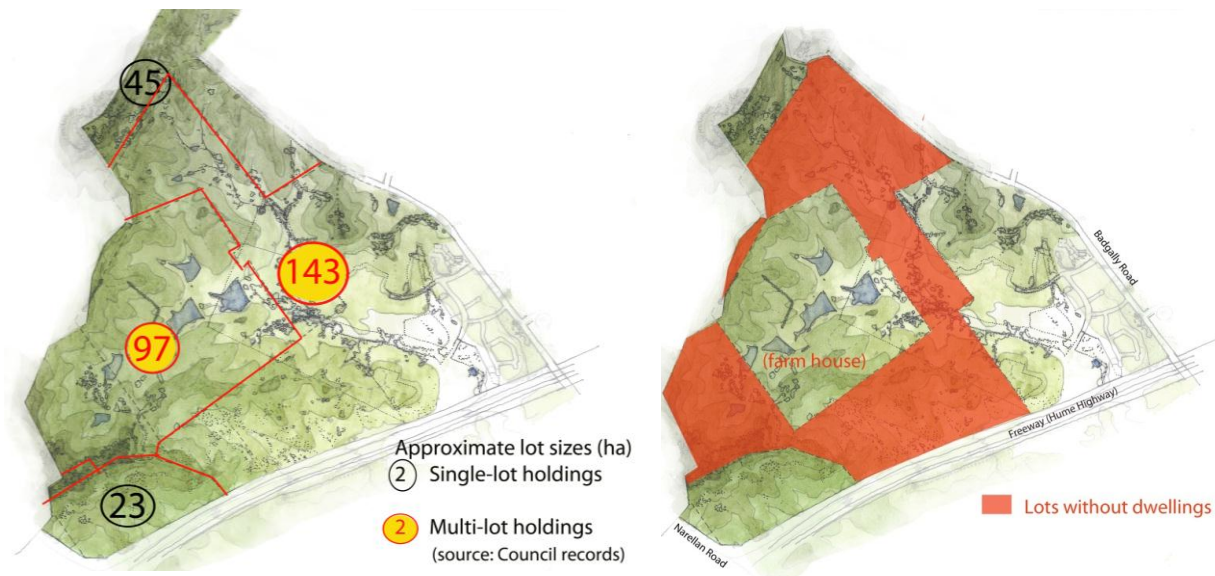 45
143
97
23
Approximate lot sizes (ha)
2 Single-lot holdings
2 Multi-lot holdings
(source: Council records)
Badgally Road
(farm house)
Freeway (Hume Highway)
Narellan Road
Lots without dwellings